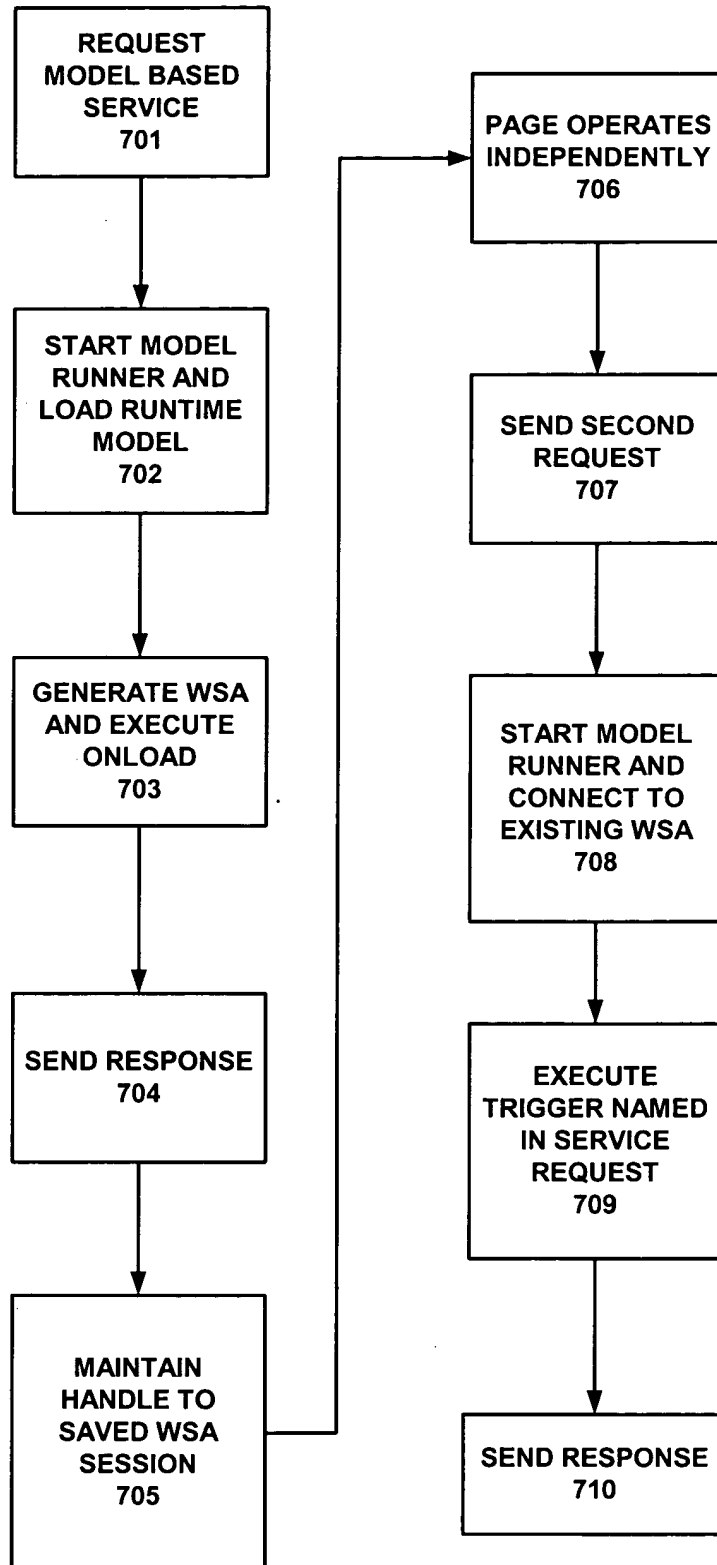 REQUEST
MODEL BASED
SERVICE
701
START MODEL
RUNNER AND
LOAD RUNTIME
MODEL
702
GENERATE WSA
AND EXECUTE
ONLOAD
703
SEND RESPONSE
704
MAINTAIN
HANDLE TO
SAVED WSA
SESSION
705
PAGE OPERATES
INDEPENDENTLY
706
SEND SECOND
REQUEST
707
START MODEL
RUNNER AND
CONNECT TO
EXISTING WSA
708
EXECUTE
TRIGGER NAMED
IN SERVICE
REQUEST
709
SEND RESPONSE
710